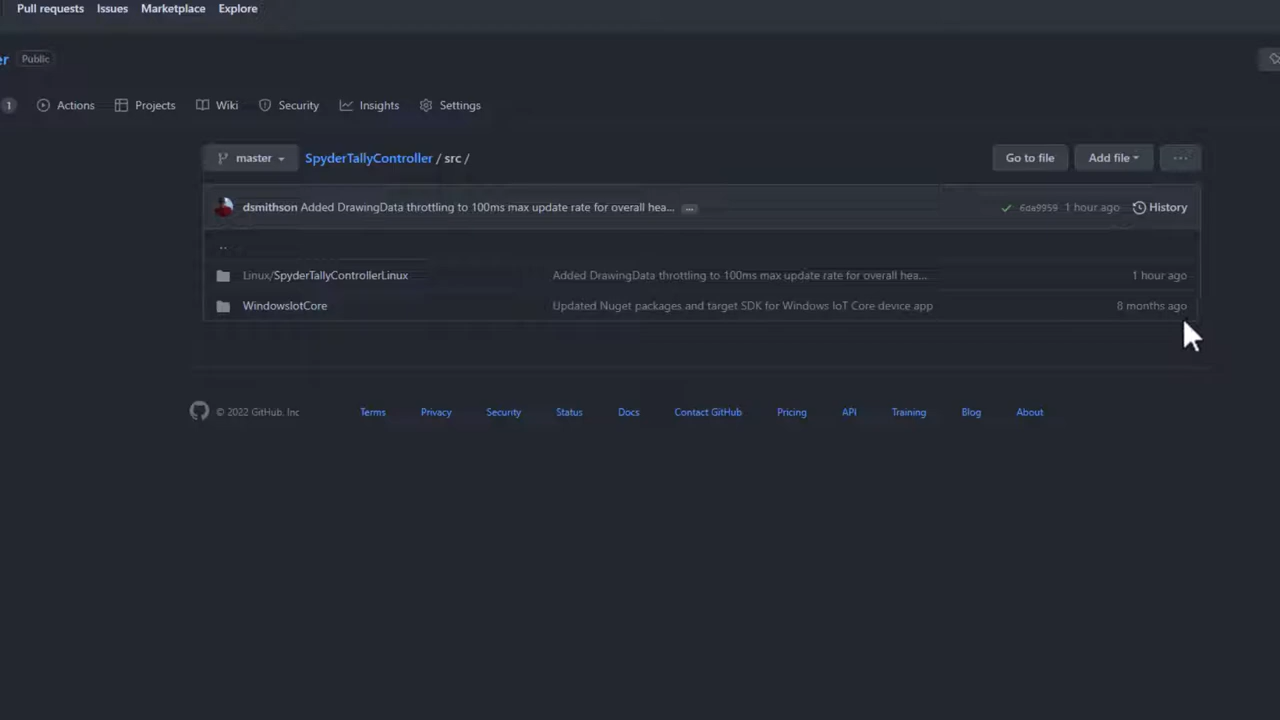 Pull requests Issues Marketplace Explore
er Public
1 Actions Projects Wiki Security Insights Settings
master SpyderTallyController / src / Go to file Add file ...
dsmithson Added DrawingData throttling to 100ms max update rate for overall hea... ... 6da9959 1 hour ago History
..
Linux/SpyderTallyControllerLinux Added DrawingData throttling to 100ms max update rate for overall hea... 1 hour ago
WindowsIotCore Updated Nuget packages and target SDK for Windows IoT Core device app 8 months ago
© 2022 GitHub, Inc Terms Privacy Security Status Docs Contact GitHub Pricing API Training Blog About